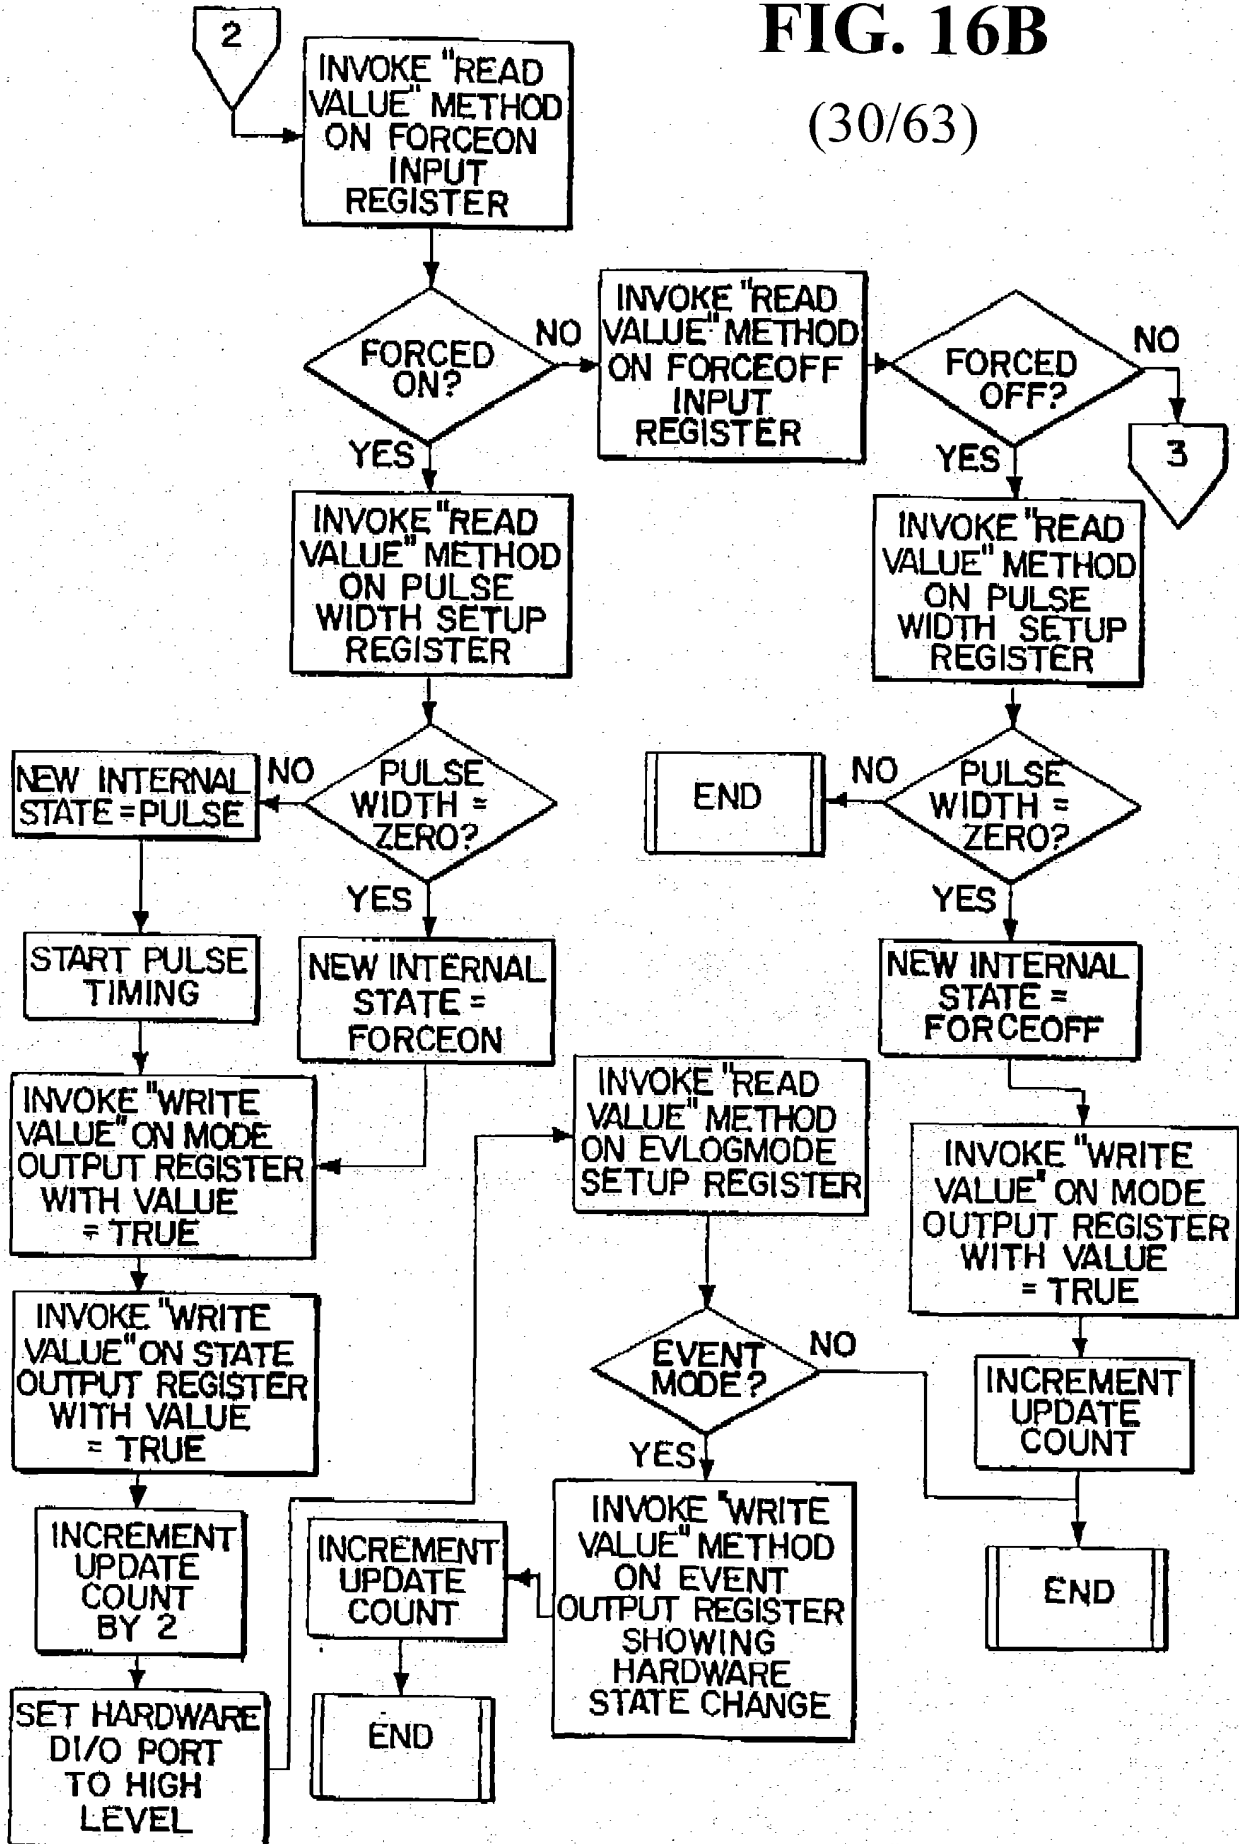 FIG. 16B
(30/63)
2
INVOKE "READ
VALUE" METHOD
ON FORCEON
INPUT
REGISTER
FORCED
ON?
NO
YES
INVOKE "READ
VALUE" METHOD
ON FORCEOFF
INPUT
REGISTER
FORCED
OFF?
NO
YES
3
INVOKE "READ
VALUE" METHOD
ON PULSE
WIDTH SETUP
REGISTER
INVOKE "READ
VALUE" METHOD
ON PULSE
WIDTH SETUP
REGISTER
PULSE
WIDTH =
ZERO?
NO
YES
NEW INTERNAL
STATE = PULSE
END
PULSE
WIDTH =
ZERO?
NO
YES
START PULSE
TIMING
NEW INTERNAL
STATE =
FORCEON
NEW INTERNAL
STATE =
FORCEOFF
INVOKE "WRITE
VALUE" ON MODE
OUTPUT REGISTER
WITH VALUE
= TRUE
INVOKE "READ
VALUE" METHOD
ON EVLOGMODE
SETUP REGISTER
INVOKE "WRITE
VALUE" ON MODE
OUTPUT REGISTER
WITH VALUE
= TRUE
INVOKE "WRITE
VALUE" ON STATE
OUTPUT REGISTER
WITH VALUE
= TRUE
EVENT
MODE?
NO
YES
INCREMENT
UPDATE
COUNT
INCREMENT
UPDATE
COUNT
BY 2
INCREMENT
UPDATE
COUNT
INVOKE "WRITE
VALUE" METHOD
ON EVENT
OUTPUT REGISTER
SHOWING
HARDWARE
STATE CHANGE
END
SET HARDWARE
DI/O PORT
TO HIGH
LEVEL
END